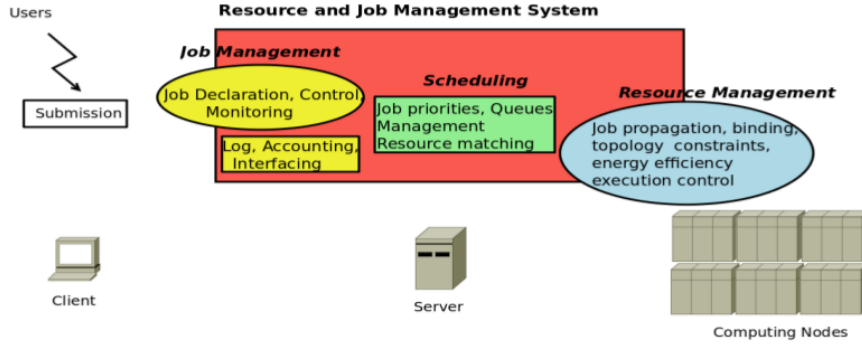 Users
Resource and Job Management System
Job Management
Job Declaration, Control,
Monitoring
Submission
Log, Accounting,
Interfacing
Scheduling
Job priorities, Queues
Management
Resource matching
Resource Management
Job propagation, binding,
topology constraints,
energy efficiency
execution control
Client
Server
Computing Nodes